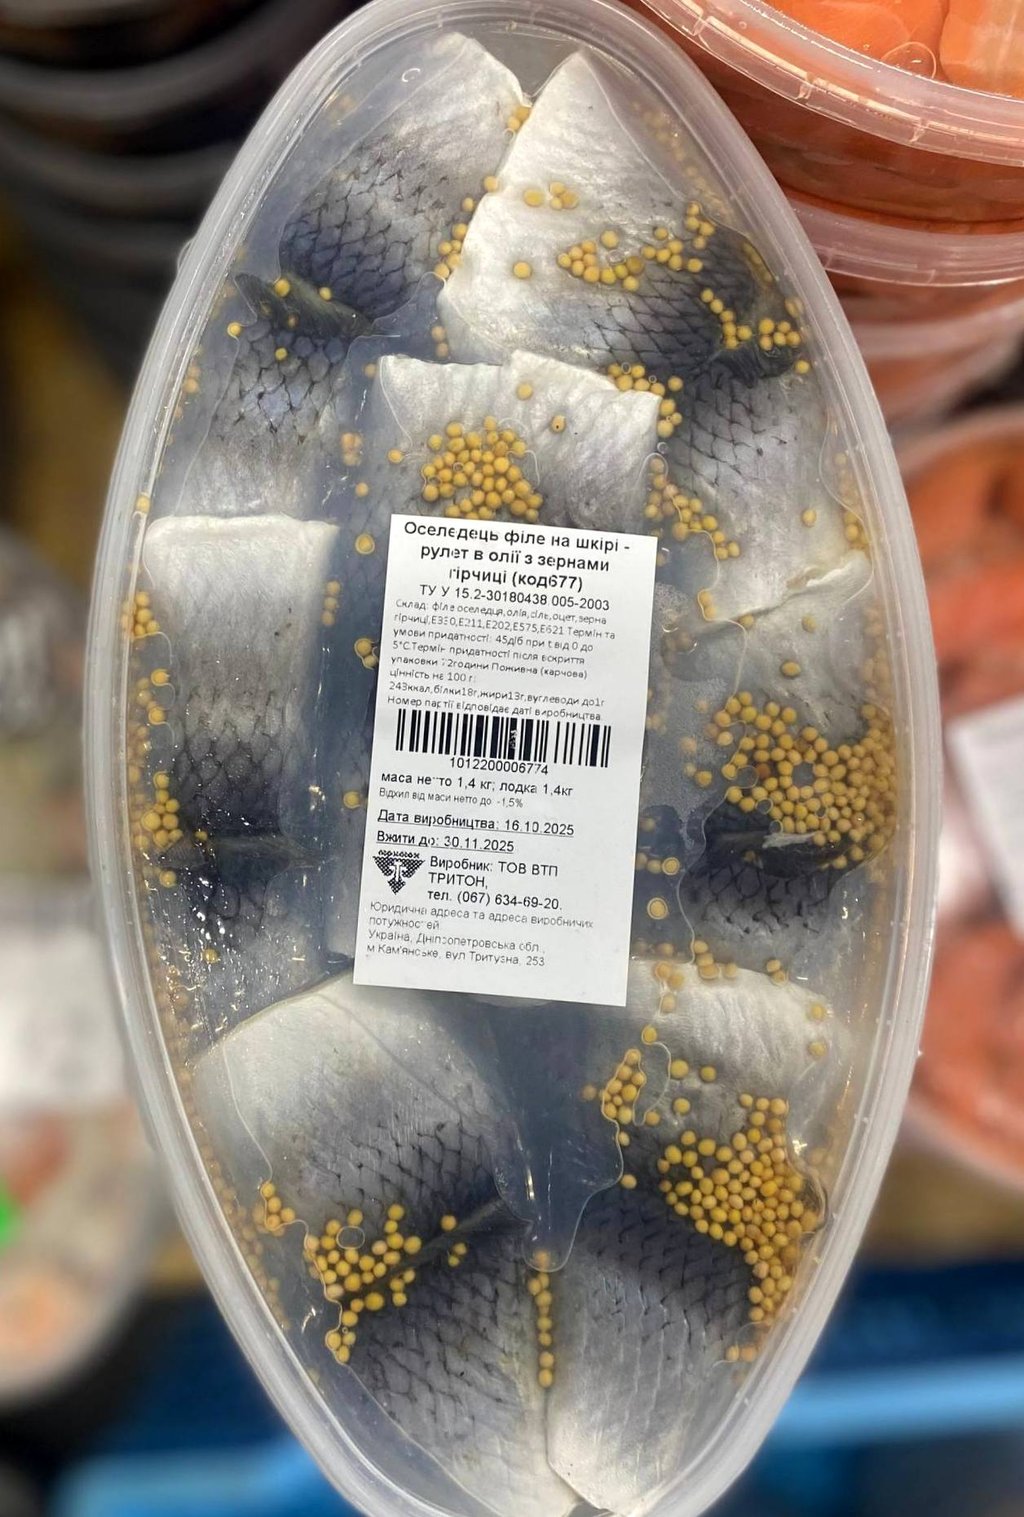 Оселедець філе на шкірі -
рулет в олії з зернами
гірчиці (код677)
ТУ У 15.2-30180438 005-2003
Склад: філе оселедця,олія,сіль,оцет,зерна
гірчиці,Е330,Е211,Е202,Е575,Е621 Термін та
умови придатності: 45діб при t від 0 до
5°С.Термін придатності після вскриття
упаковки 72години Поживна (карчова)
цінність на 100 г:
243ккал,білки18г,жири13г,вуглеводи до1г
Номер партії відповідає даті виробництва
1012200006774
маса нетто 1,4 кг; лодка 1,4кг
Відхил від маси нетто до -1,5%
Дата виробництва: 16.10.2025
Вжити до: 30.11.2025
Виробник: ТОВ ВТП
ТРИТОН,
тел. (067) 634-69-20.
Юридична адреса та адреса виробничих
потужностей:
Україна, Дніпропетровська обл.,
м Кам'янське, вул Тритузна, 253